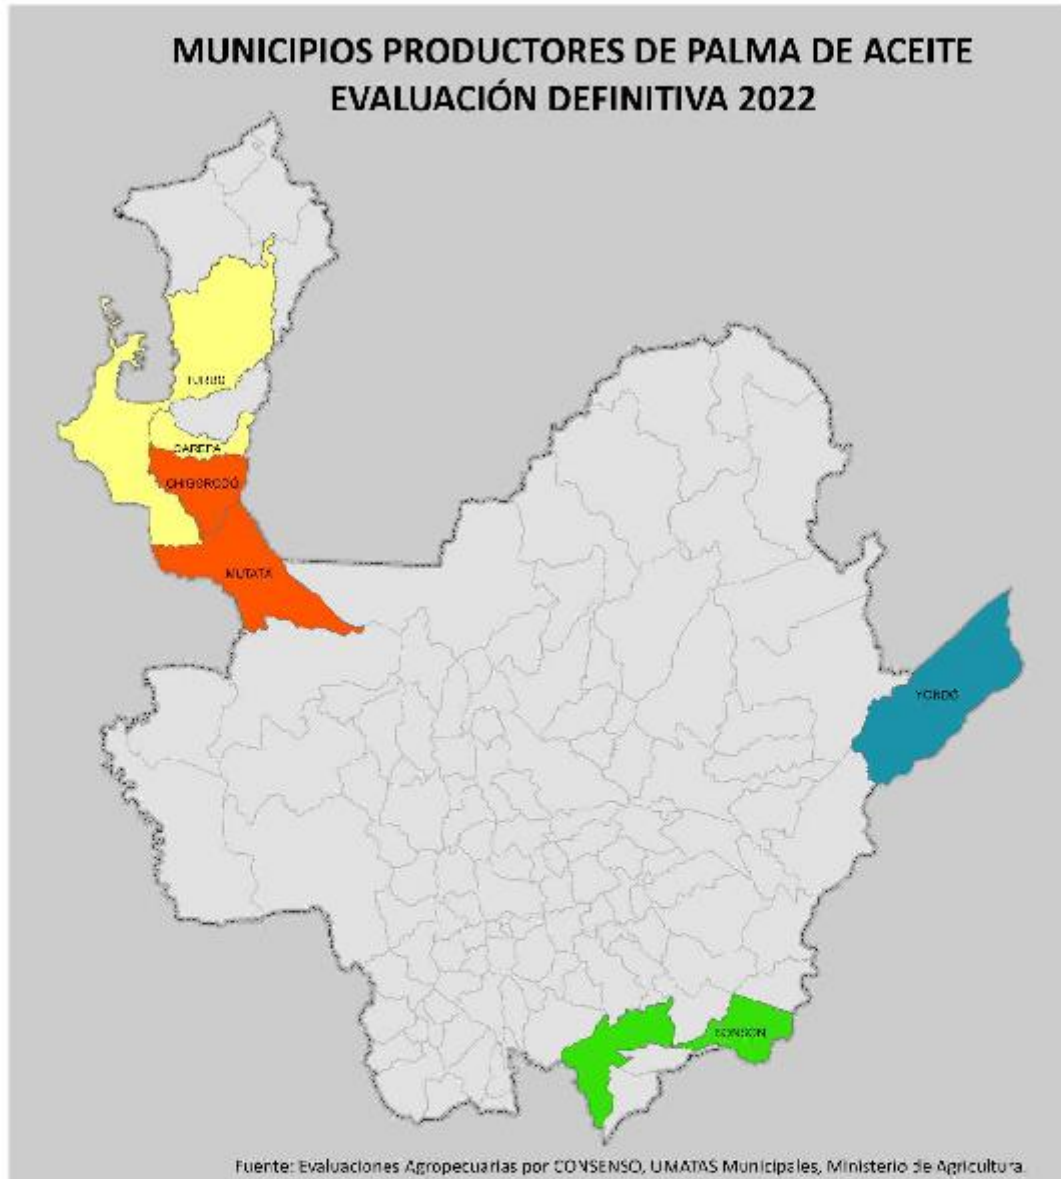 MUNICIPIOS PRODUCTORES DE PALMA DE ACEITE
EVALUACIÓN DEFINITIVA 2022
TURBO
CAREPA
CHIGORODÓ
MUTATÁ
YONDÓ
SONSON
Fuente: Evaluaciones Agropecuarias por CONSENSO, UMATAS Municipales, Ministerio de Agricultura.